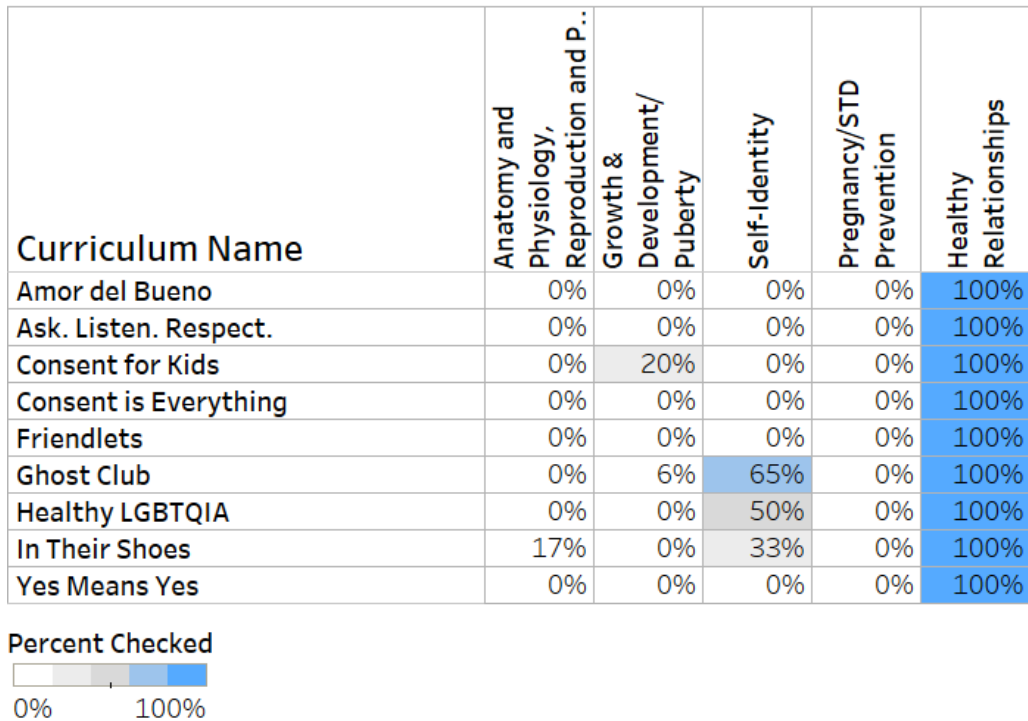 Curriculum Name
Anatomy and
Physiology,
Reproduction and P..
Growth &
Development/
Puberty
Self-Identity
Pregnancy/STD
Prevention
Healthy
Relationships
Amor del Bueno 0% 0% 0% 0% 100%
Ask. Listen. Respect. 0% 0% 0% 0% 100%
Consent for Kids 0% 20% 0% 0% 100%
Consent is Everything 0% 0% 0% 0% 100%
Friendlets 0% 0% 0% 0% 100%
Ghost Club 0% 6% 65% 0% 100%
Healthy LGBTQIA 0% 0% 50% 0% 100%
In Their Shoes 17% 0% 33% 0% 100%
Yes Means Yes 0% 0% 0% 0% 100%
Percent Checked
0% 100%